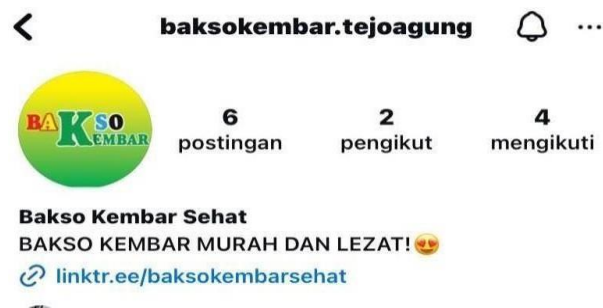 baksokembar.tejoagung
BAKSO
KEMBAR
6
postingan
2
pengikut
4
mengikuti
Bakso Kembar Sehat
BAKSO KEMBAR MURAH DAN LEZAT!😍
linktr.ee/baksokembarsehat